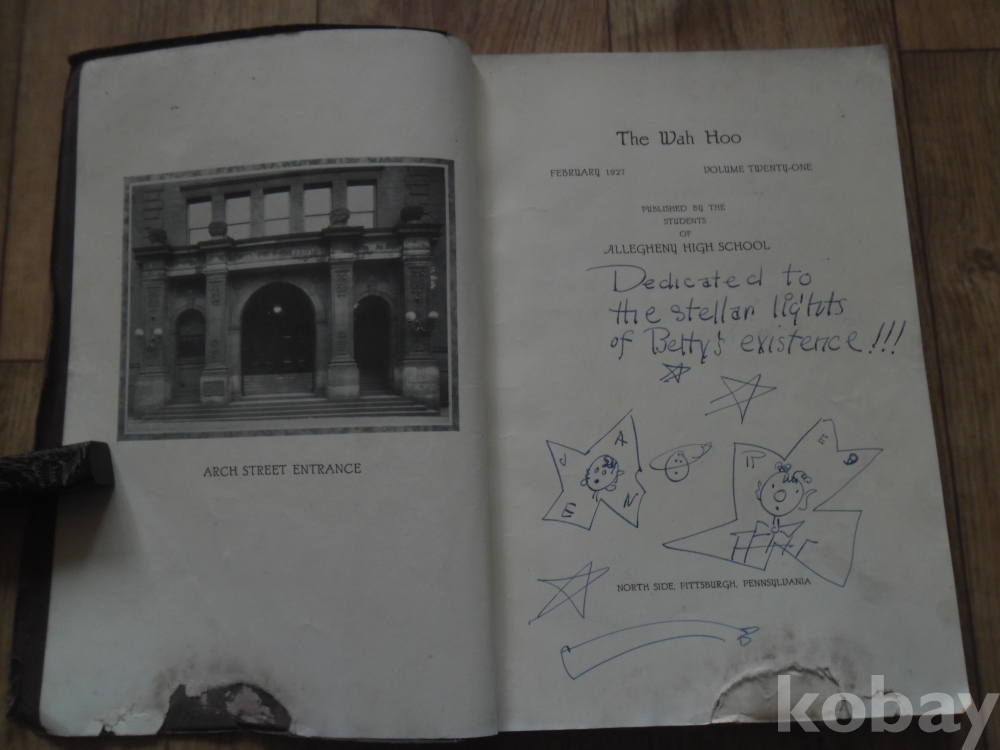 ARCH STREET ENTRANCE
The Wah Hoo
FEBRUARY 1927 VOLUME TWENTY-ONE
PUBLISHED BY THE
STUDENTS
OF
ALLEGHENY HIGH SCHOOL
Dedicated to
the stellar lights
of Betty's existence!!!
J A
E N
E D
NORTH SIDE, PITTSBURGH, PENNSYLVANIA
kobay